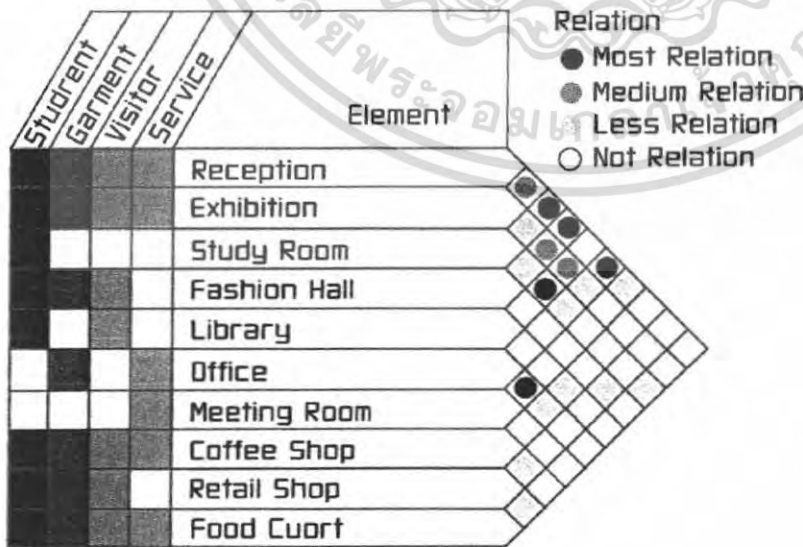 Relation
Most Relation
Medium Relation
Less Relation
Not Relation
Studrent
Garment
Visitor
Service
Element
Reception
Exhibition
Study Room
Fashion Hall
Library
Office
Meeting Room
Coffee Shop
Retail Shop
Food Cuort